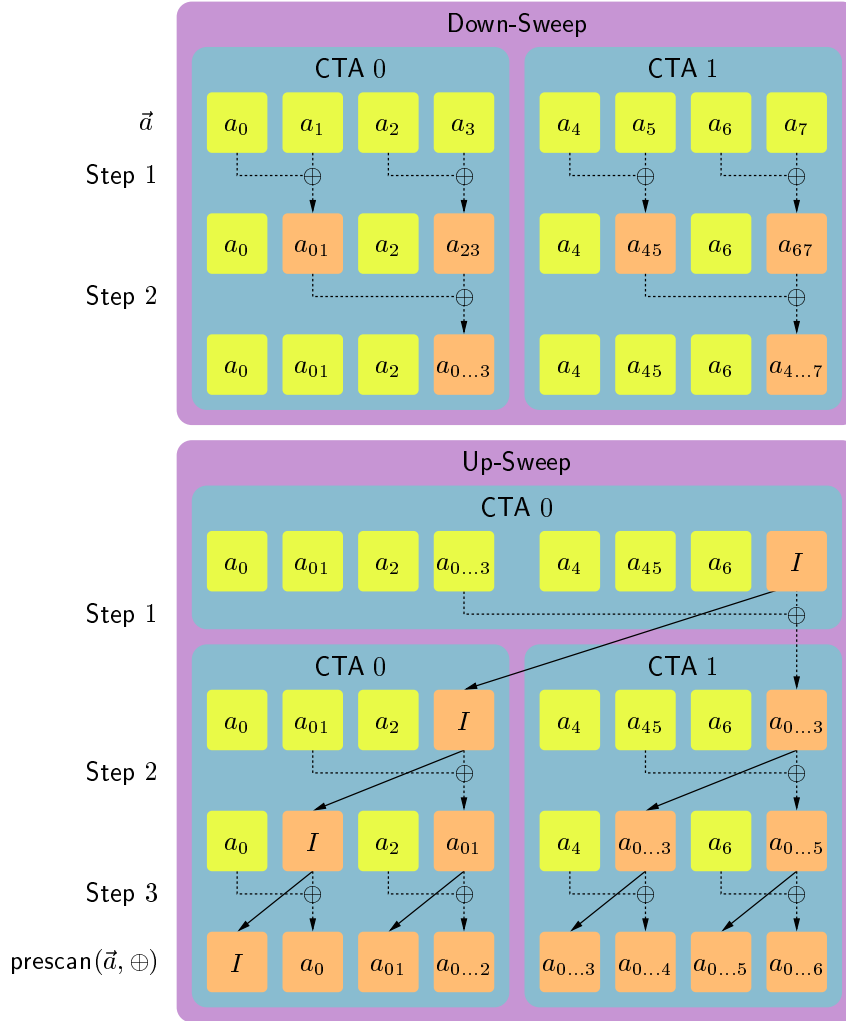 Down-Sweep
CTA 0 CTA 1
a⃗ a₀ a₁ a₂ a₃ a₄ a₅ a₆ a₇
Step 1 ⊕ ⊕ ⊕ ⊕
a₀ a₀₁ a₂ a₂₃ a₄ a₄₅ a₆ a₆₇
Step 2 ⊕ ⊕
a₀ a₀₁ a₂ a₀…₃ a₄ a₄₅ a₆ a₄…₇
Up-Sweep
CTA 0
a₀ a₀₁ a₂ a₀…₃ a₄ a₄₅ a₆ I
Step 1 ⊕
CTA 0 CTA 1
a₀ a₀₁ a₂ I a₄ a₄₅ a₆ a₀…₃
Step 2 ⊕ ⊕
a₀ I a₂ a₀₁ a₄ a₀…₃ a₆ a₀…₅
Step 3 ⊕ ⊕ ⊕ ⊕
prescan(a⃗, ⊕) I a₀ a₀₁ a₀…₂ a₀…₃ a₀…₄ a₀…₅ a₀…₆